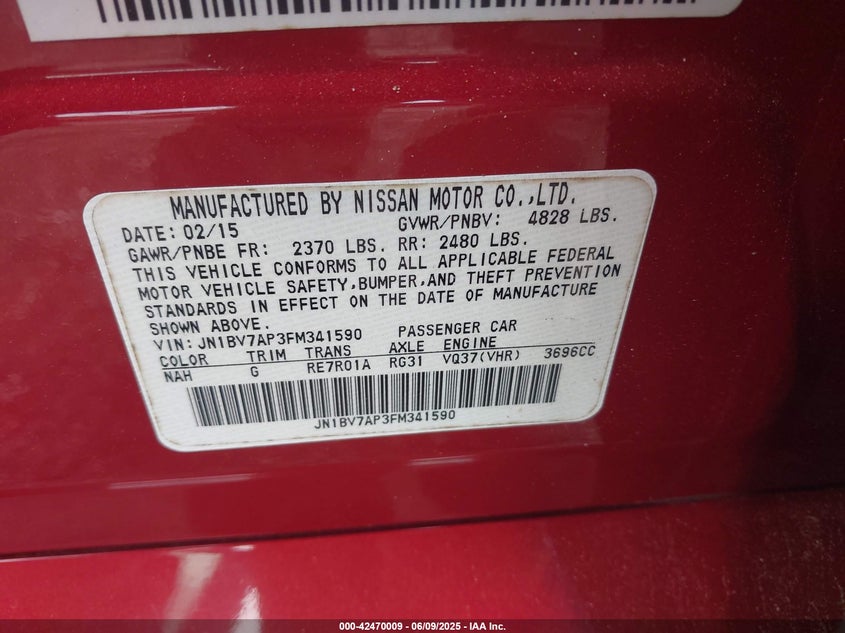 MANUFACTURED BY NISSAN MOTOR CO.,LTD.
DATE: 02/15 GVWR/PNBV: 4828 LBS.
GAWR/PNBE FR: 2370 LBS. RR: 2480 LBS.
THIS VEHICLE CONFORMS TO ALL APPLICABLE FEDERAL
MOTOR VEHICLE SAFETY,BUMPER,AND THEFT PREVENTION
STANDARDS IN EFFECT ON THE DATE OF MANUFACTURE
SHOWN ABOVE.
VIN: JN1BV7AP3FM341590 PASSENGER CAR
COLOR TRIM TRANS AXLE ENGINE
NAH G RE7R01A RG31 VQ37(VHR) 3696CC
JN1BV7AP3FM341590
000-42470009 - 06/09/2025 - IAA Inc.